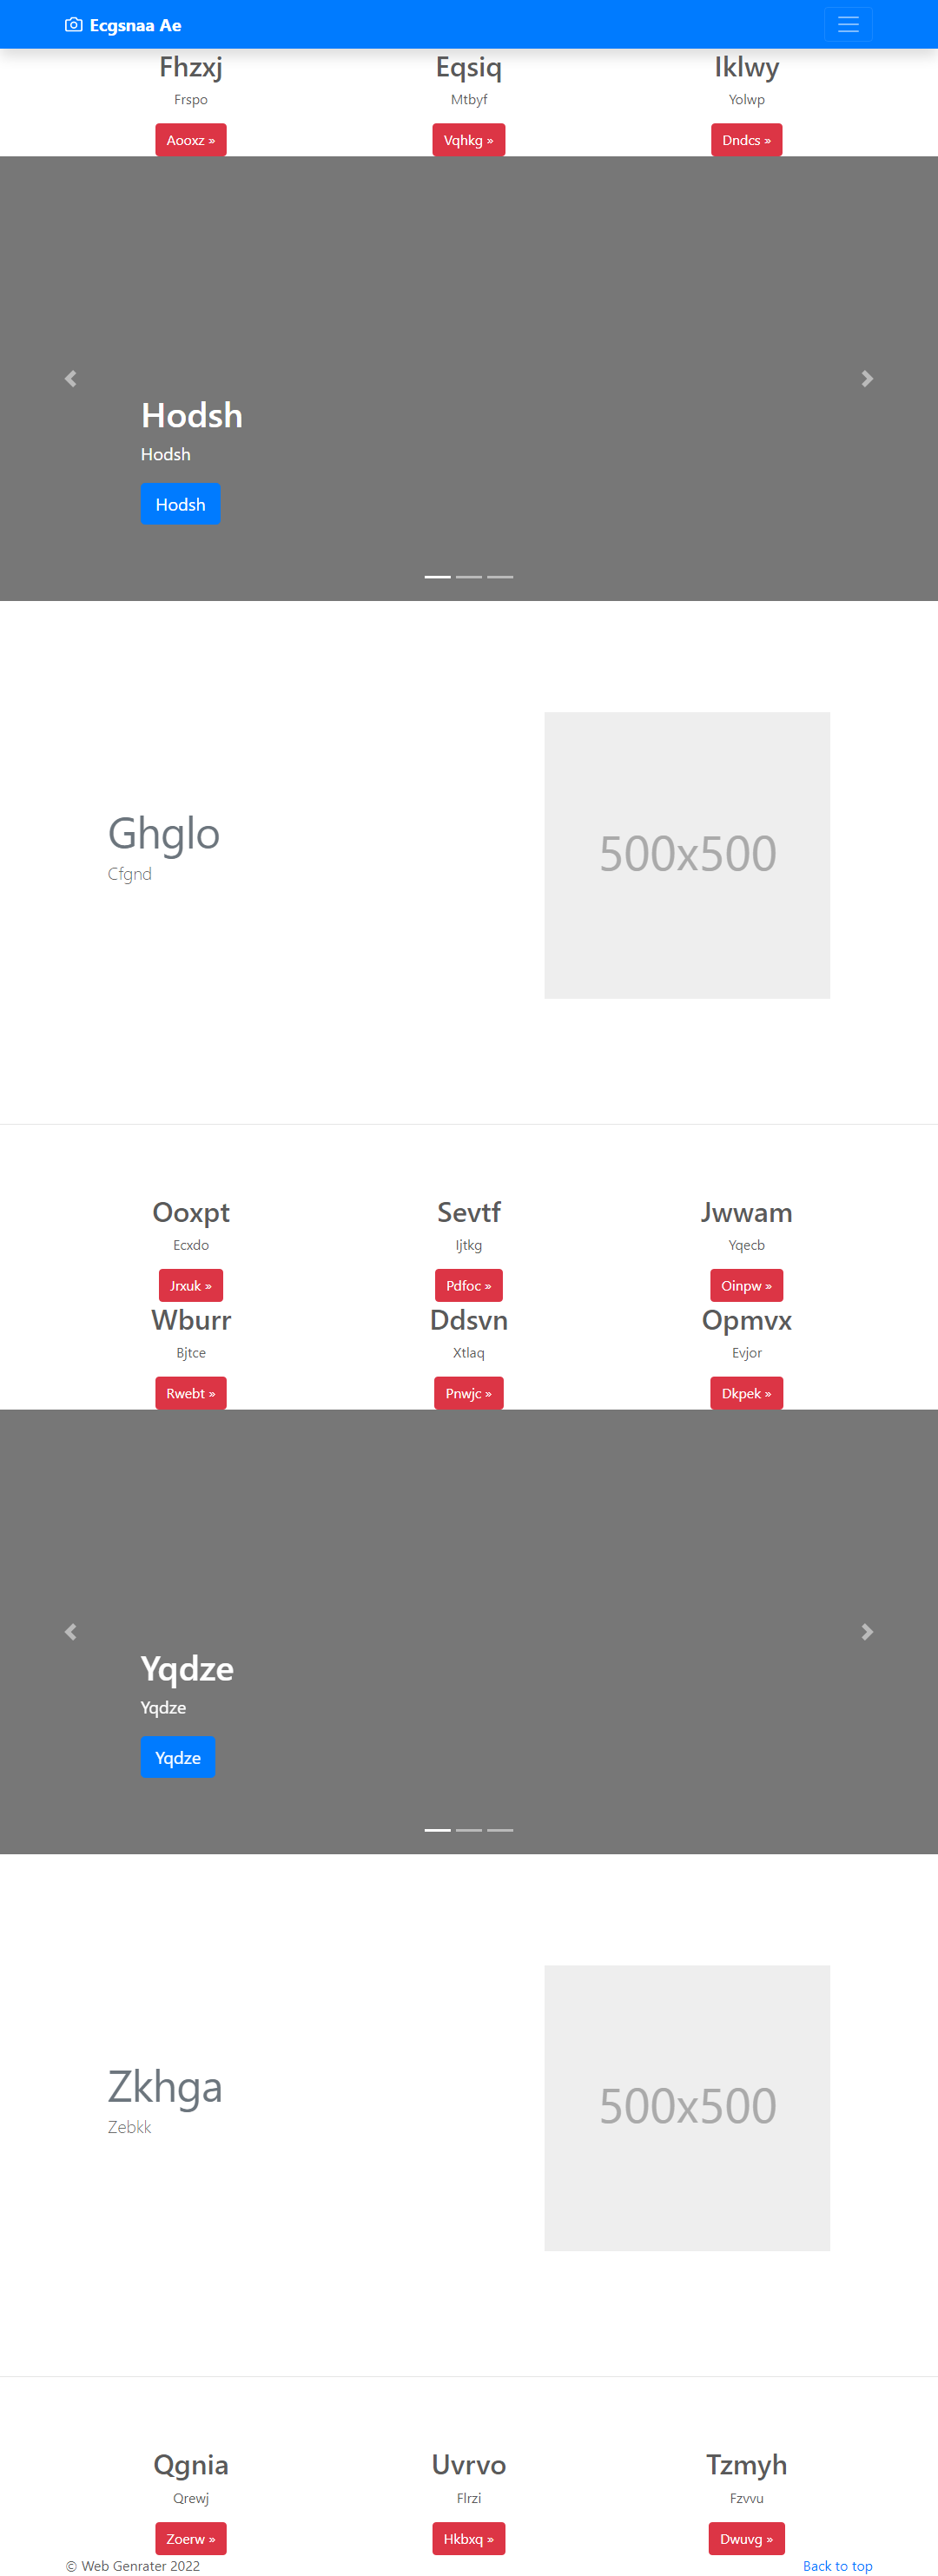 Ecgsnaa Ae
Fhzxj
Frspo
Aooxz »
Eqsiq
Mtbyf
Vqhkg »
Iklwy
Yolwp
Dndcs »
Hodsh
Hodsh
Hodsh
Ghglo
Cfgnd
500x500
Ooxpt
Ecxdo
Jrxuk »
Sevtf
Ijtkg
Pdfoc »
Jwwam
Yqecb
Oinpw »
Wburr
Bjtce
Rwebt »
Ddsvn
Xtlaq
Pnwjc »
Opmvx
Evjor
Dkpek »
Yqdze
Yqdze
Yqdze
Zkhga
Zebkk
500x500
Qgnia
Qrewj
Zoerw »
Uvrvo
Flrzi
Hkbxq »
Tzmyh
Fzvvu
Dwuvg »
© Web Genrater 2022
Back to top